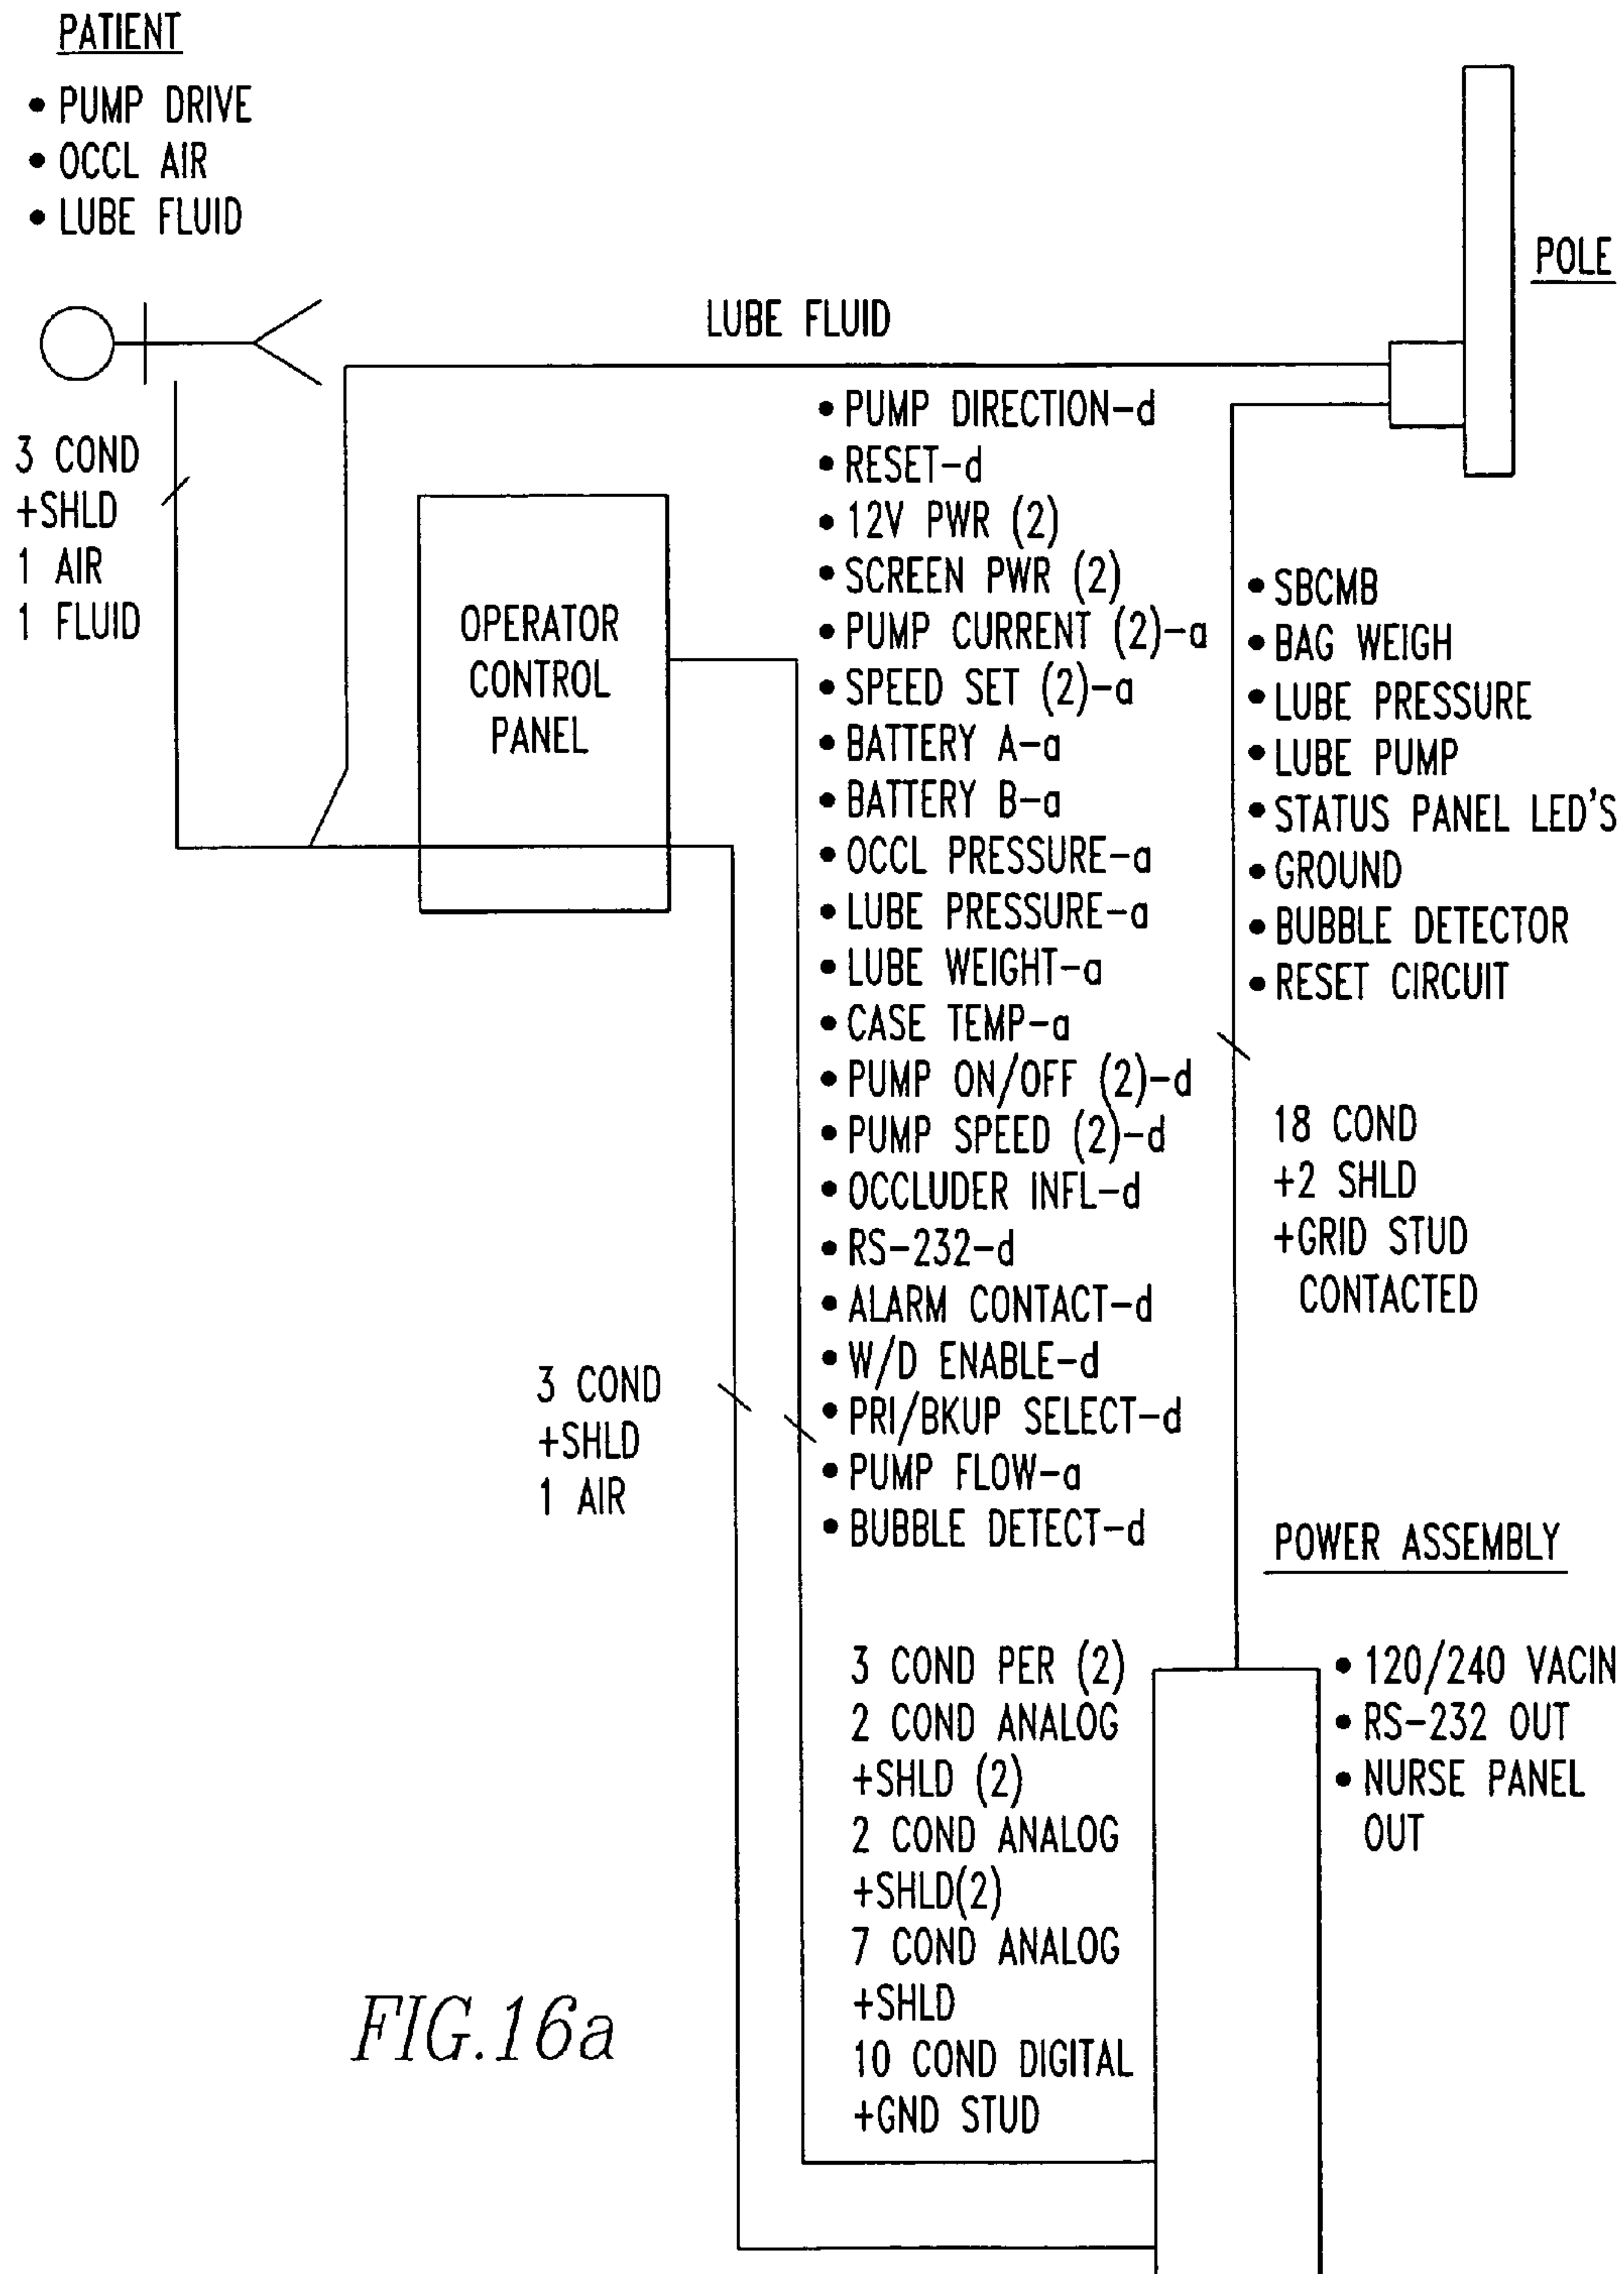 PATIENT
• PUMP DRIVE
• OCCL AIR
• LUBE FLUID
POLE
LUBE FLUID
3 COND
+SHLD
1 AIR
1 FLUID
OPERATOR
CONTROL
PANEL
• PUMP DIRECTION-d
• RESET-d
• 12V PWR (2)
• SCREEN PWR (2)
• PUMP CURRENT (2)-a
• SPEED SET (2)-a
• BATTERY A-a
• BATTERY B-a
• OCCL PRESSURE-a
• LUBE PRESSURE-a
• LUBE WEIGHT-a
• CASE TEMP-a
• PUMP ON/OFF (2)-d
• PUMP SPEED (2)-d
• OCCLUDER INFL-d
• RS-232-d
• ALARM CONTACT-d
• W/D ENABLE-d
• PRI/BKUP SELECT-d
• PUMP FLOW-a
• BUBBLE DETECT-d
• SBCMB
• BAG WEIGH
• LUBE PRESSURE
• LUBE PUMP
• STATUS PANEL LED'S
• GROUND
• BUBBLE DETECTOR
• RESET CIRCUIT
18 COND
+2 SHLD
+GRID STUD
CONTACTED
3 COND
+SHLD
1 AIR
POWER ASSEMBLY
3 COND PER (2)
2 COND ANALOG
+SHLD (2)
2 COND ANALOG
+SHLD(2)
7 COND ANALOG
+SHLD
10 COND DIGITAL
+GND STUD
• 120/240 VACIN
• RS-232 OUT
• NURSE PANEL
OUT
FIG.16a